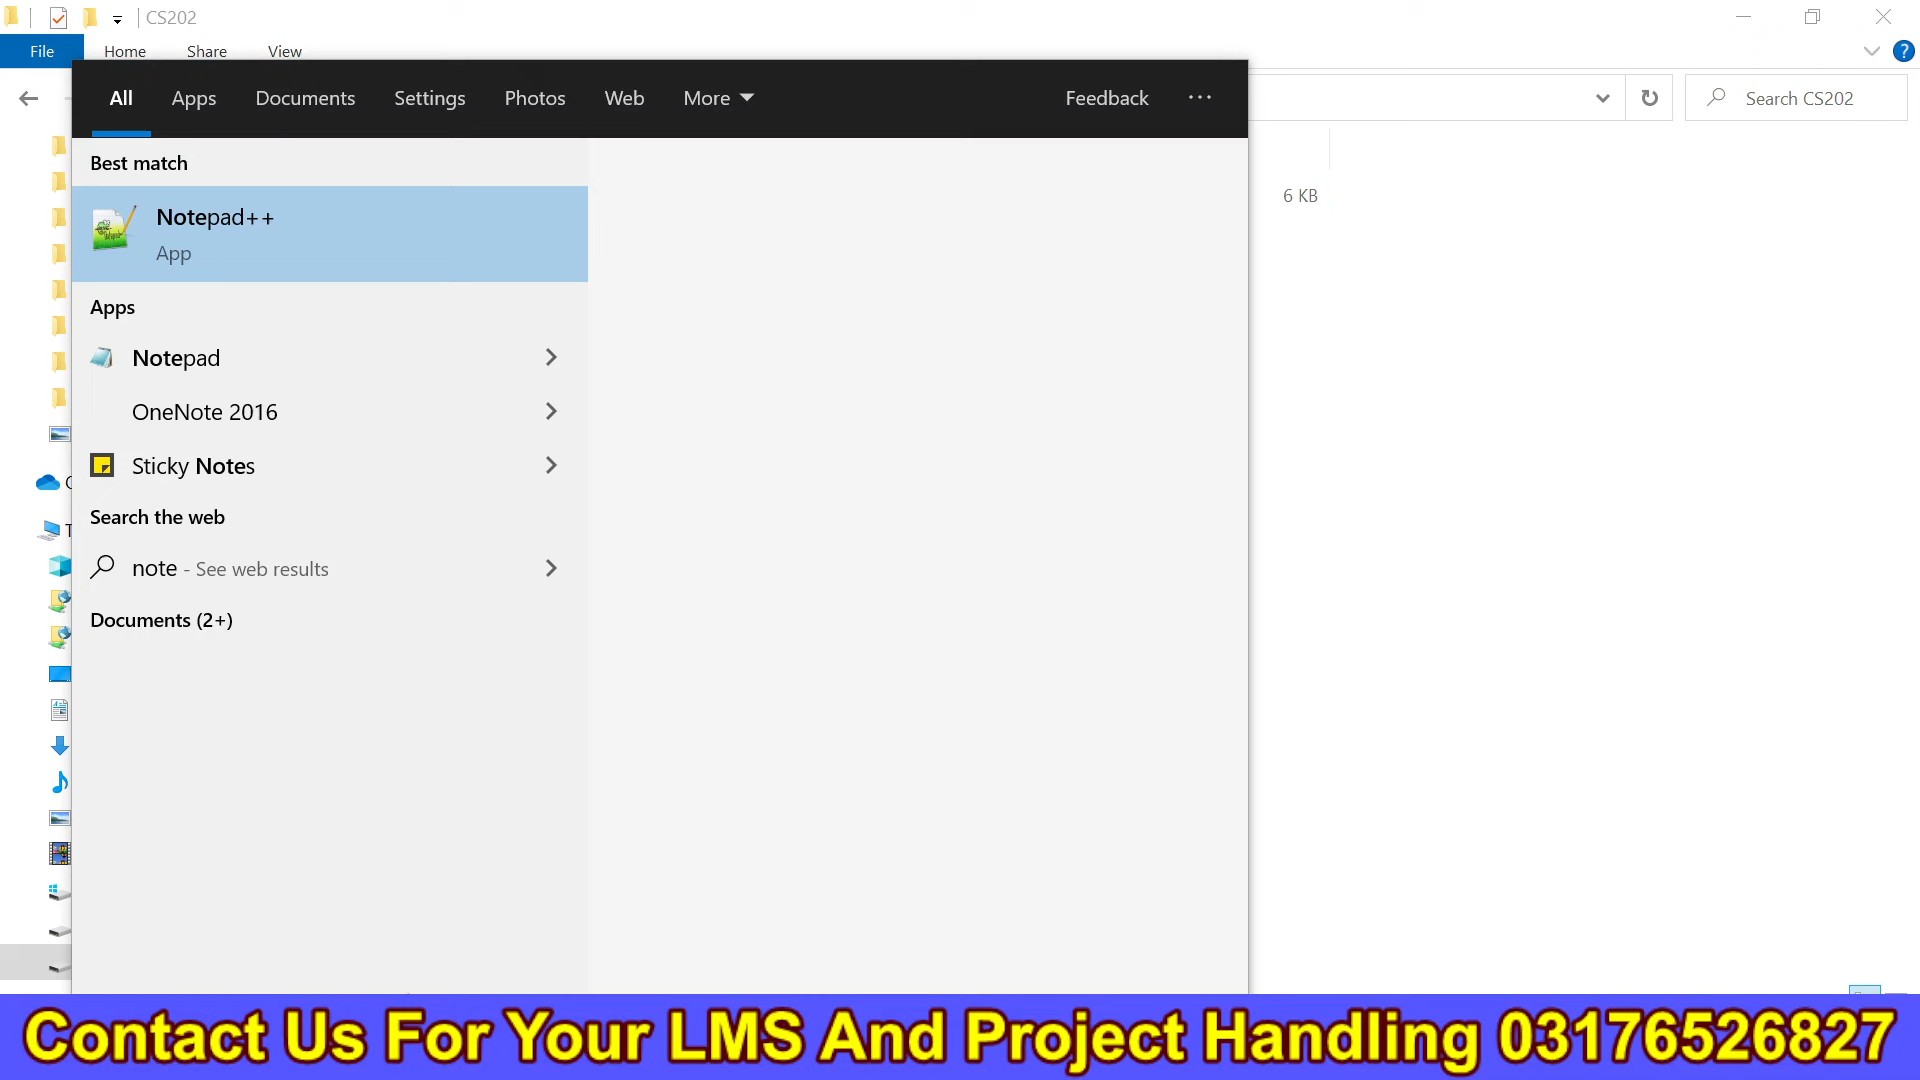 CS202
File Home Share View
All Apps Documents Settings Photos Web More Feedback ...
Search CS202
Best match
Notepad++
App
6 KB
Apps
Notepad
OneNote 2016
Sticky Notes
Search the web
note - See web results
Documents (2+)
Contact Us For Your LMS And Project Handling 03176526827